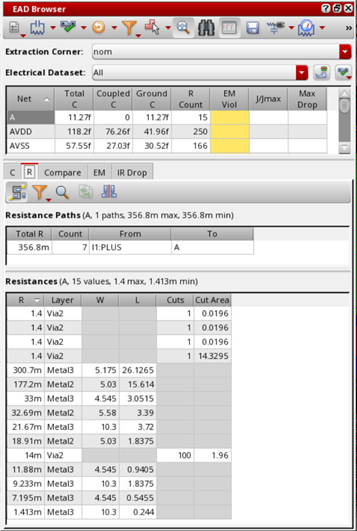 EAD Browser
Extraction Corner: nom
Electrical Dataset: All
Net Total C Coupled C Ground C R Count EM Viol J/Jmax Max Drop
A 11.27f 0 11.27f 15
AVDD 118.2f 76.26f 41.96f 250
AVSS 57.55f 27.03f 30.52f 166
C R Compare EM IR Drop
Resistance Paths (A, 1 paths, 356.8m max, 356.8m min)
Total R Count From To
356.8m 7 I1:PLUS A
Resistances (A, 15 values, 1.4 max, 1.413m min)
R Layer W L Cuts Cut Area
1.4 Via2 1 0.0196
1.4 Via2 1 0.0196
1.4 Via2 1 0.0196
1.4 Via2 1 14.3295
300.7m Metal3 5.175 26.1265
177.2m Metal2 5.03 15.614
33m Metal3 4.545 3.0515
32.69m Metal2 5.58 3.39
21.67m Metal3 10.3 3.72
18.91m Metal2 5.03 1.8375
14m Via2 100 1.96
11.88m Metal3 4.545 0.9405
9.233m Metal3 10.3 1.8375
7.195m Metal3 4.545 0.5455
1.413m Metal3 10.3 0.244